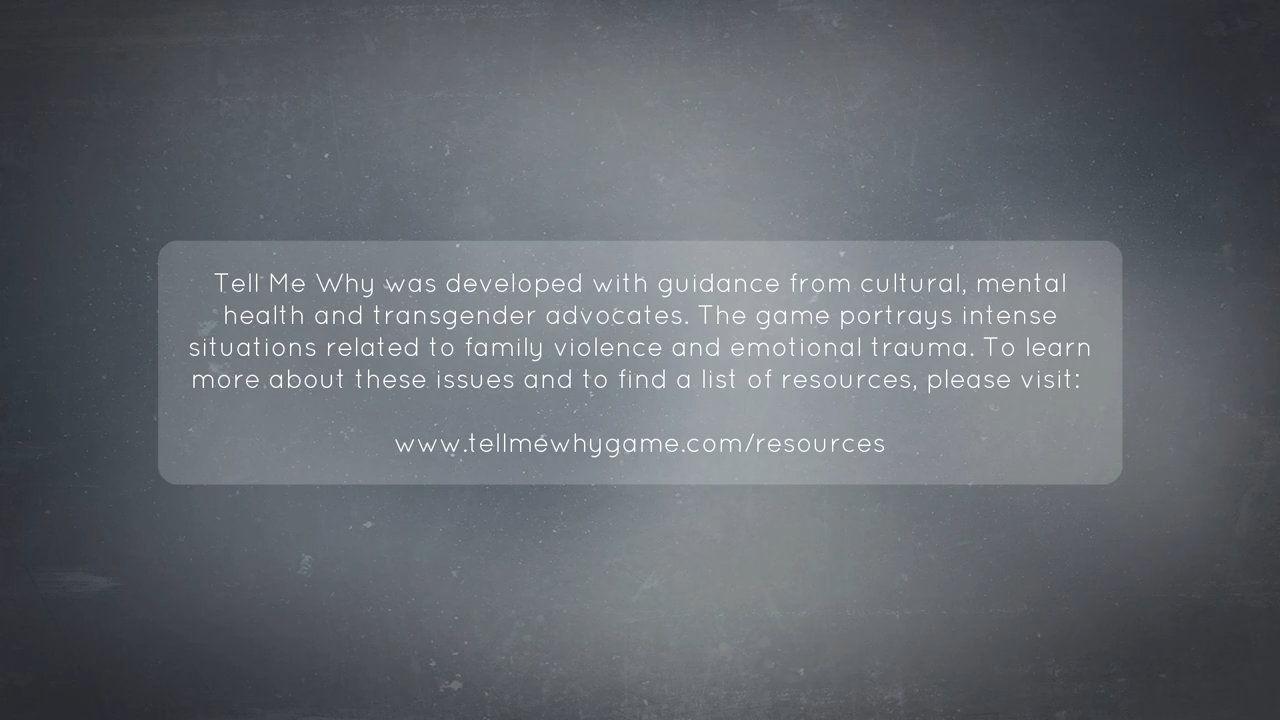 Tell Me Why was developed with guidance from cultural, mental
health and transgender advocates. The game portrays intense
situations related to family violence and emotional trauma. To learn
more about these issues and to find a list of resources, please visit:
www.tellmewhygame.com/resources